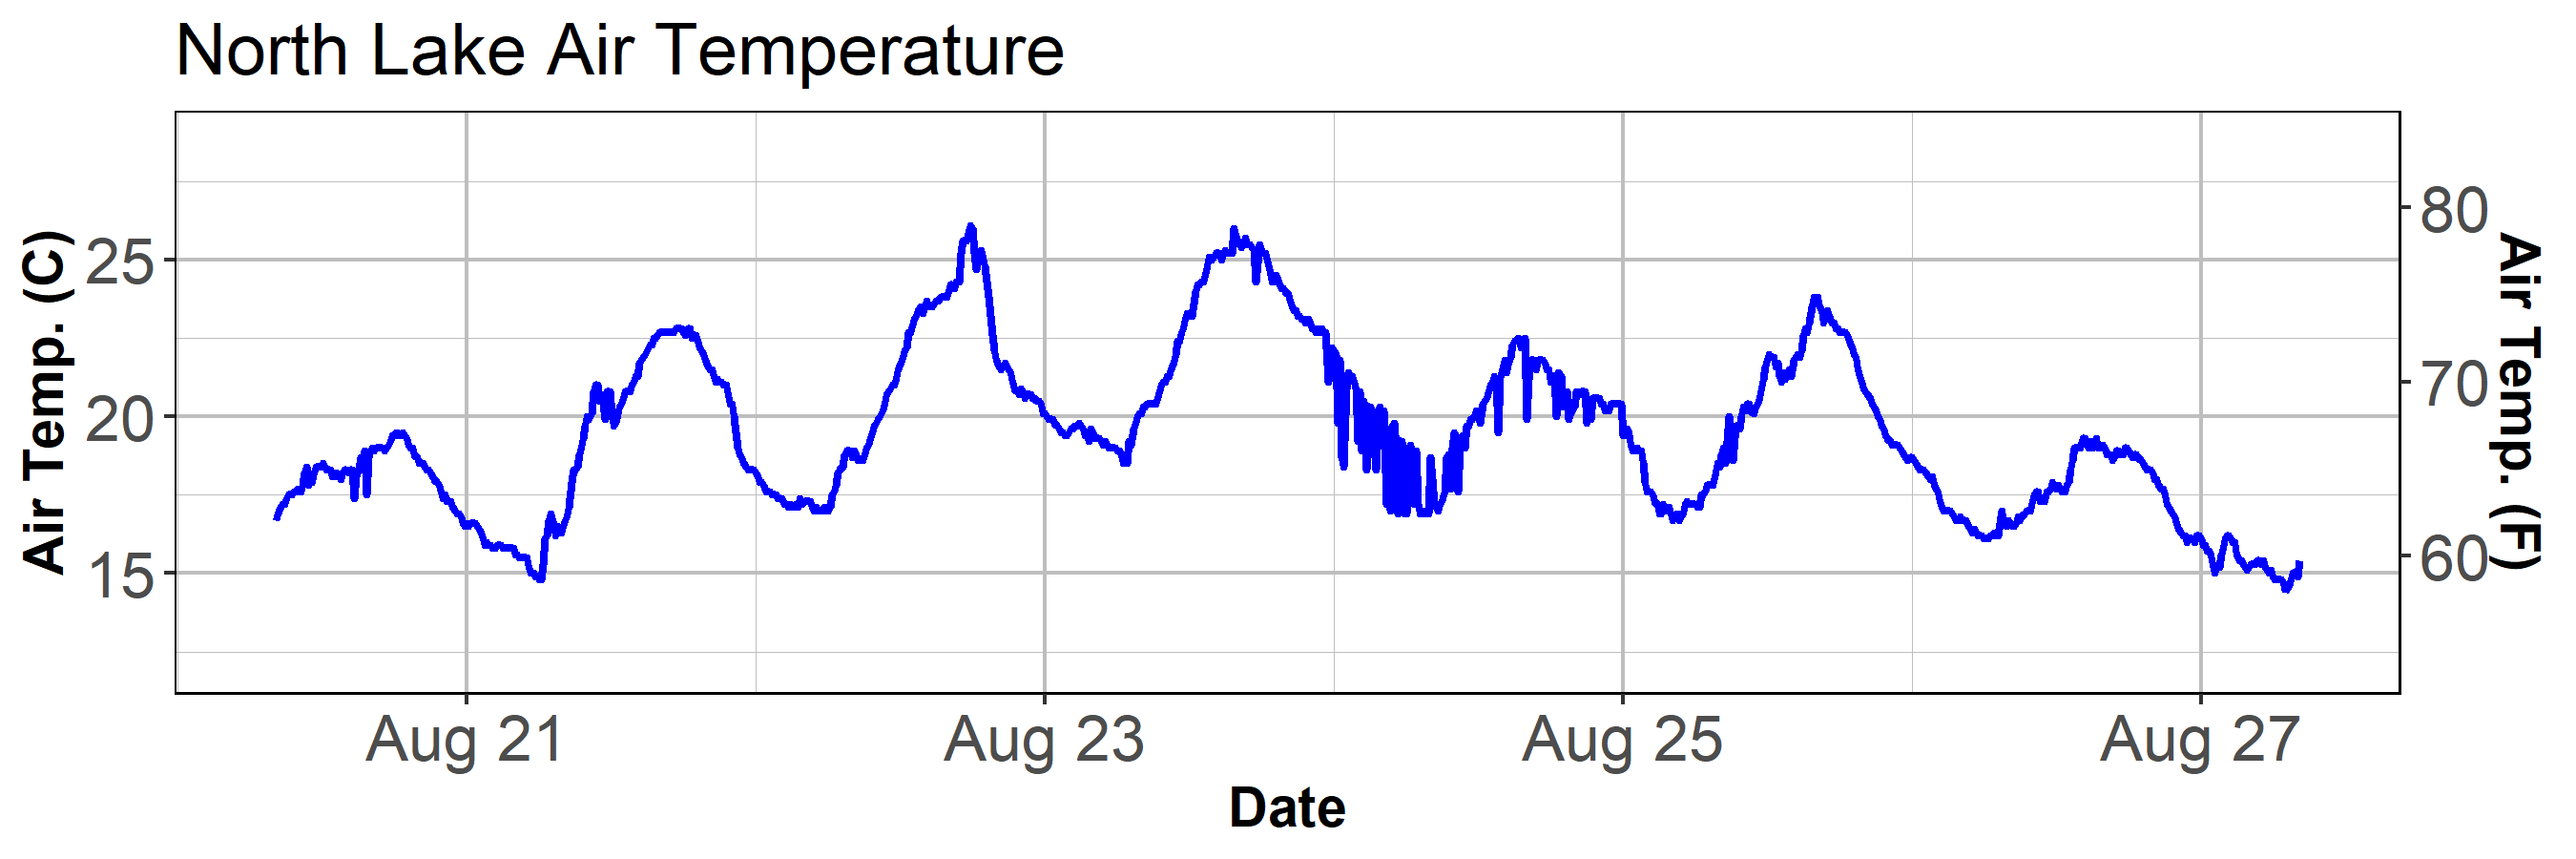 North Lake Air Temperature
Air Temp. (C)
25
20
15
80
70
60
Air Temp. (F)
Aug 21
Aug 23
Aug 25
Aug 27
Date